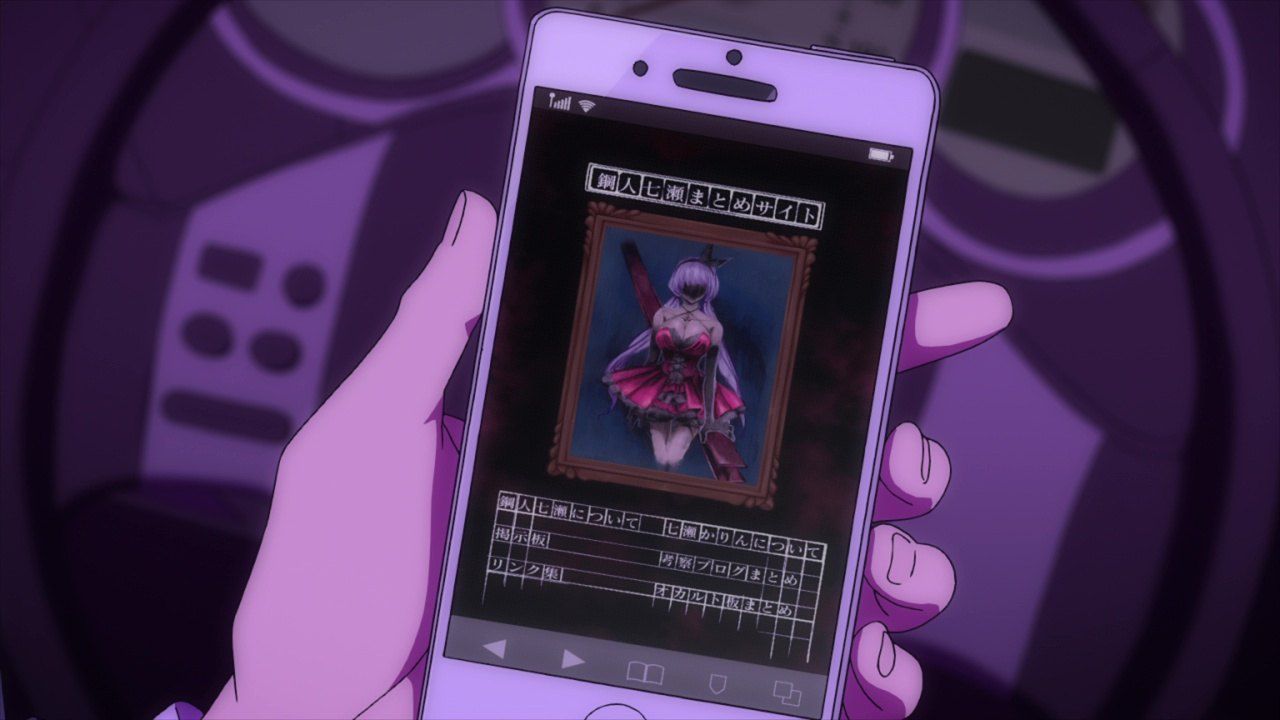 鋼人七瀬まとめサイト
鋼人七瀬について 七瀬かりんについて
掲示板 考察ブログまとめ
リンク集 オカルト板まとめ